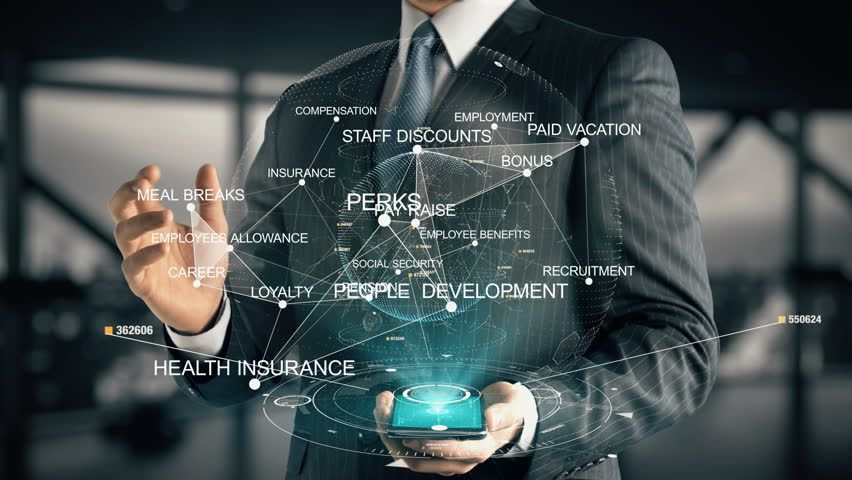 COMPENSATION
EMPLOYMENT
STAFF DISCOUNTS
PAID VACATION
BONUS
INSURANCE
MEAL BREAKS
PERKS
PAY RAISE
EMPLOYEES ALLOWANCE
EMPLOYEE BENEFITS
SOCIAL SECURITY
CAREER
RECRUITMENT
LOYALTY
PENSION
PEOPLE DEVELOPMENT
550624
362606
HEALTH INSURANCE